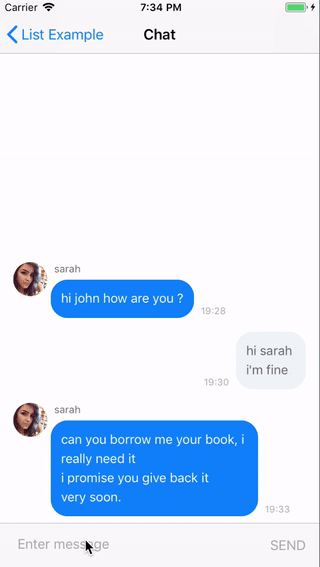 Carrier 7:34 PM
List Example Chat
sarah
hi john how are you ?
19:28
hi sarah
i'm fine
19:30
sarah
can you borrow me your book, i
really need it
i promise you give back it
very soon.
19:33
Enter message SEND